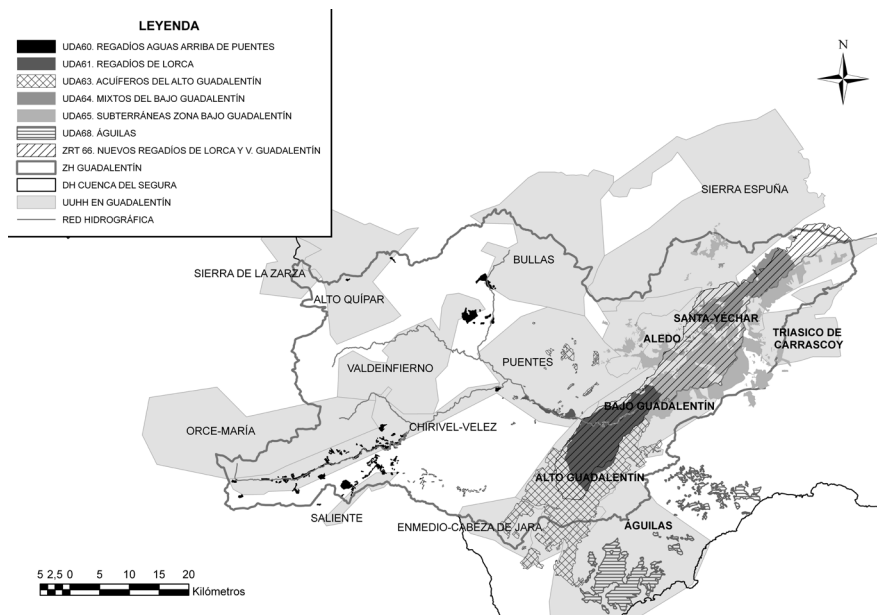 LEYENDA
UDA60. REGADÍOS AGUAS ARRIBA DE PUENTES
UDA61. REGADÍOS DE LORCA
UDA63. ACUÍFEROS DEL ALTO GUADALENTÍN
UDA64. MIXTOS DEL BAJO GUADALENTÍN
UDA65. SUBTERRÁNEAS ZONA BAJO GUADALENTÍN
UDA68. ÁGUILAS
ZRT 66. NUEVOS REGADÍOS DE LORCA Y V. GUADALENTÍN
ZH GUADALENTÍN
DH CUENCA DEL SEGURA
UUHH EN GUADALENTÍN
RED HIDROGRÁFICA
N
SIERRA ESPUÑA
BULLAS
SIERRA DE LA ZARZA
ALTO QUÍPAR
SANTA-YÉCHAR
TRIASICO DE
CARRASCOY
ALEDO
PUENTES
VALDEINFIERNO
BAJO GUADALENTÍN
CHIRIVEL-VELEZ
ORCE-MARÍA
ALTO GUADALENTÍN
SALIENTE
ENMEDIO-CABEZA DE JARA
ÁGUILAS
5 2,5 0 5 10 15 20
Kilómetros